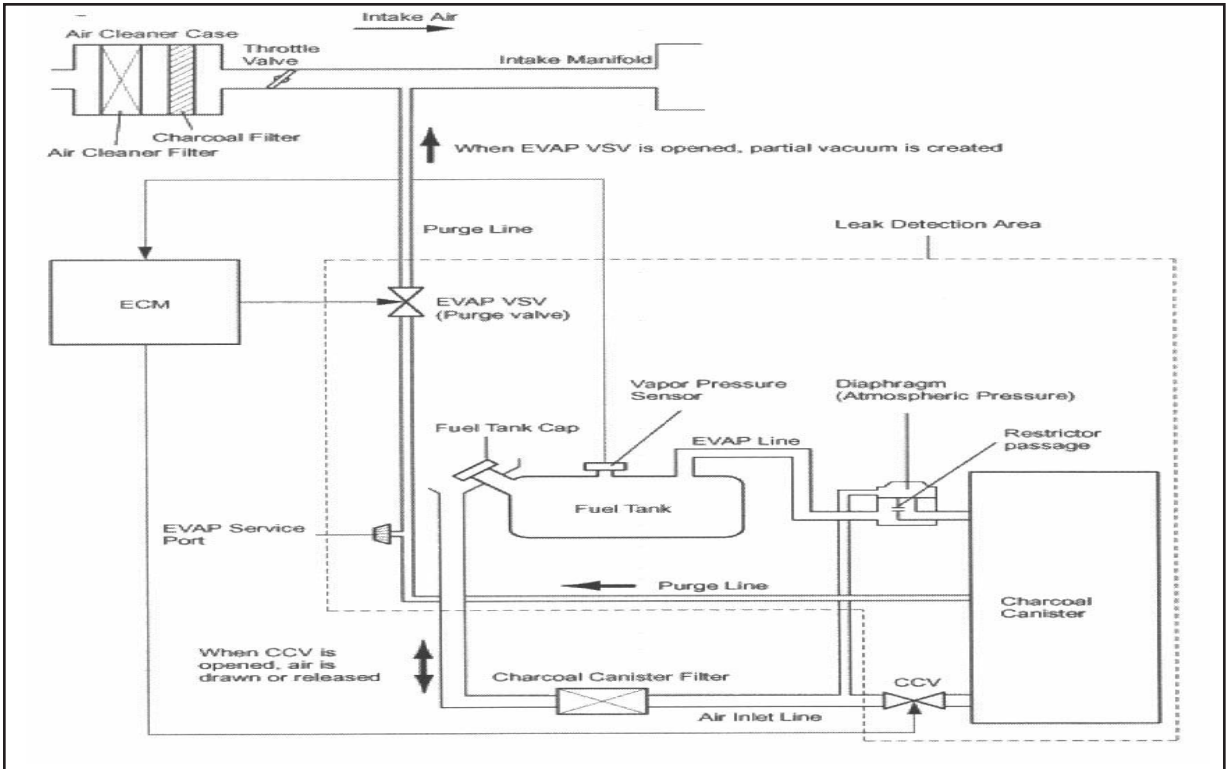 Intake Air
Air Cleaner Case
Throttle
Valve
Intake Manifold
Charcoal Filter
Air Cleaner Filter
When EVAP VSV is opened, partial vacuum is created
Purge Line
Leak Detection Area
ECM
EVAP VSV
(Purge valve)
Vapor Pressure
Sensor
Diaphragm
(Atmospheric Pressure)
Fuel Tank Cap
EVAP Line
Restrictor
passage
Fuel Tank
EVAP Service
Port
Purge Line
Charcoal
Canister
When CCV is
opened, air is
drawn or released
Charcoal Canister Filter
CCV
Air Inlet Line